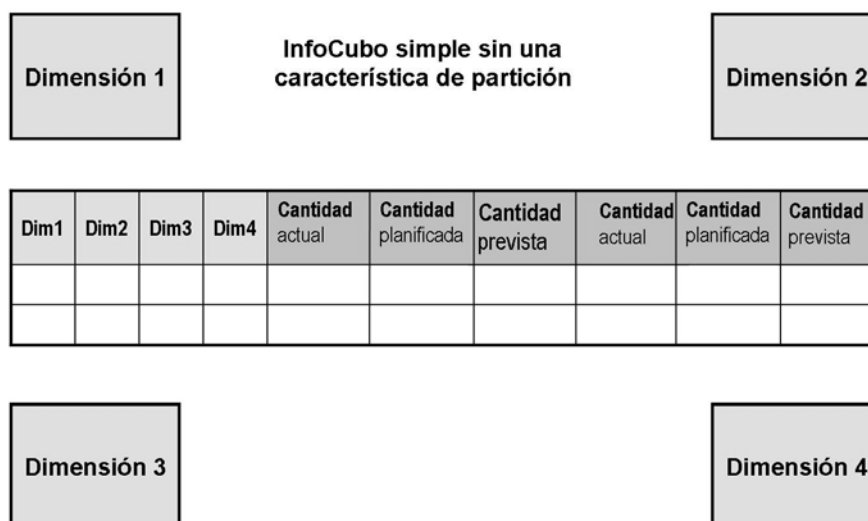 Dimensión 1
InfoCubo simple sin una
característica de partición
Dimensión 2
Dim1 Dim2 Dim3 Dim4 Cantidad actual Cantidad planificada Cantidad prevista Cantidad actual Cantidad planificada Cantidad prevista
Dimensión 3
Dimensión 4